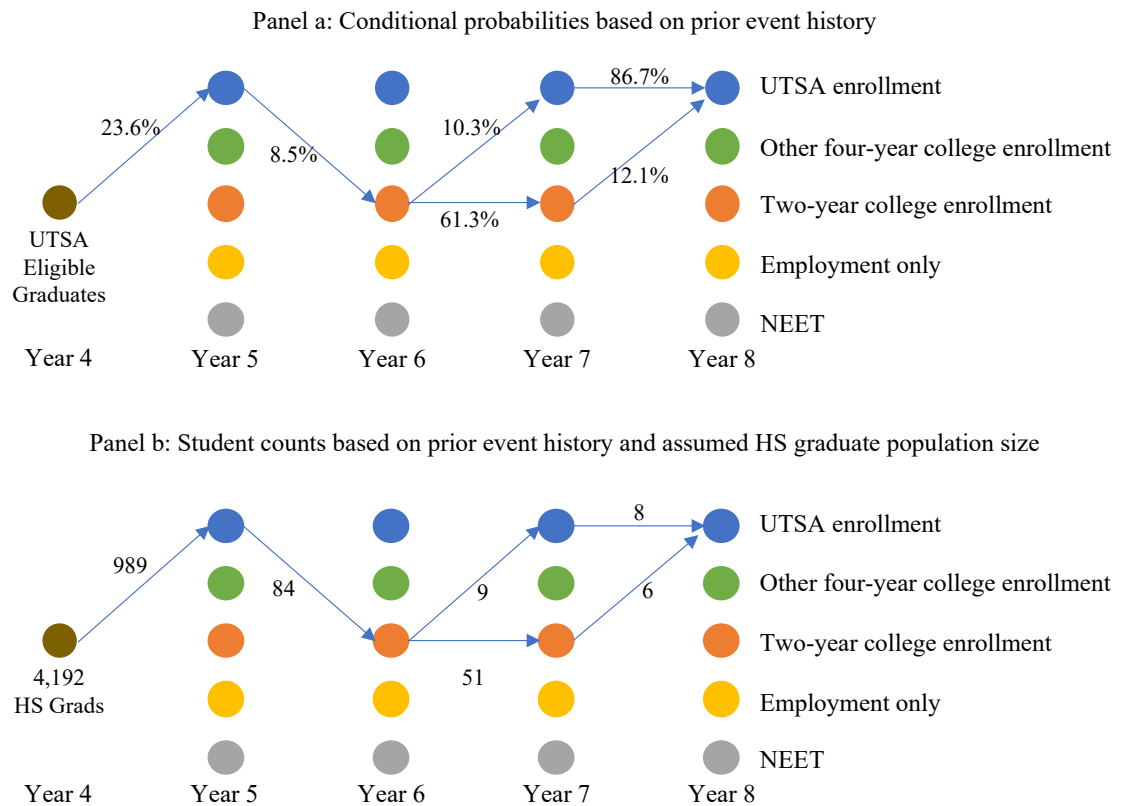 Panel a: Conditional probabilities based on prior event history
86.7%
UTSA enrollment
23.6%
10.3%
8.5%
Other four-year college enrollment
12.1%
61.3%
Two-year college enrollment
UTSA
Eligible
Graduates
Employment only
NEET
Year 4
Year 5
Year 6
Year 7
Year 8
Panel b: Student counts based on prior event history and assumed HS graduate population size
8
UTSA enrollment
989
84
9
6
Other four-year college enrollment
Two-year college enrollment
4,192
HS Grads
51
Employment only
NEET
Year 4
Year 5
Year 6
Year 7
Year 8